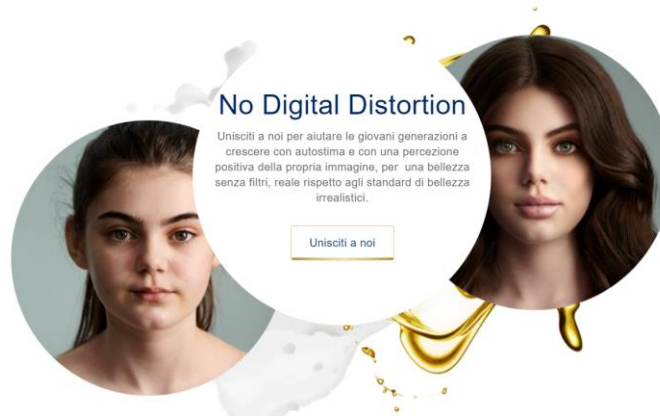 No Digital Distortion
Unisciti a noi per aiutare le giovani generazioni a
crescere con autostima e con una percezione
positiva della propria immagine, per una bellezza
senza filtri, reale rispetto agli standard di bellezza
irrealistici.
Unisciti a noi